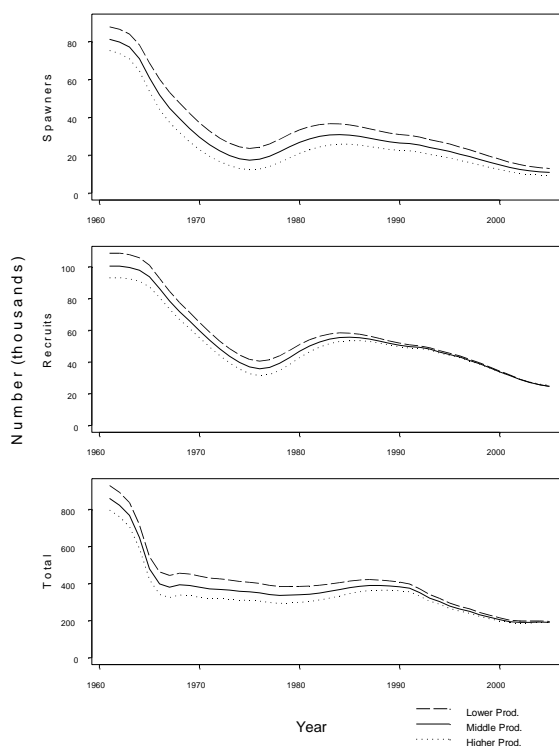 80
60
40
20
0
Spawners
1960 1970 1980 1990 2000
100
80
60
40
20
0
Recruits
Number (thousands)
1960 1970 1980 1990 2000
800
600
400
200
0
Total
1960 1970 1980 1990 2000
Year
Lower Prod.
Middle Prod.
Higher Prod.